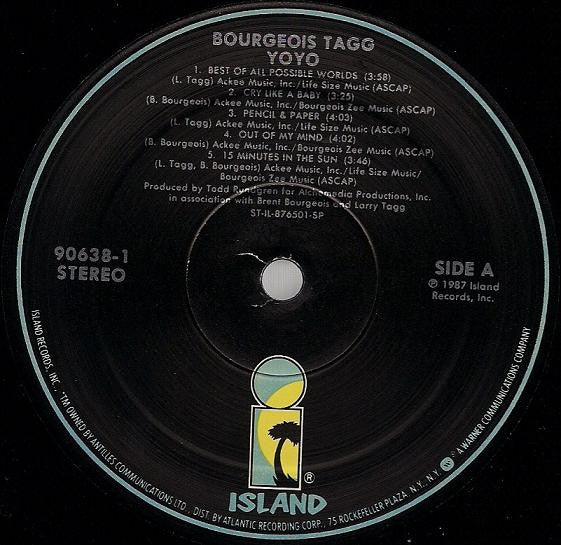 BOURGEOIS TAGG
YOYO
1. BEST OF ALL POSSIBLE WORLDS (3:58)
(L. Tagg) Ackee Music, Inc./Life Size Music (ASCAP)
2. CRY LIKE A BABY (3:25)
(B. Bourgeois) Ackee Music, Inc./Bourgeois Zee Music (ASCAP)
3. PENCIL & PAPER (4:03)
(L. Tagg) Ackee Music, Inc./Life Size Music (ASCAP)
4. OUT OF MY MIND (4:02)
(B. Bourgeois) Ackee Music, Inc./Bourgeois Zee Music (ASCAP)
5. 15 MINUTES IN THE SUN (3:46)
(L. Tagg, B. Bourgeois) Ackee Music, Inc./Life Size Music/
Bourgeois Zee Music (ASCAP)
Produced by Todd Rundgren for Alchemedia Productions, Inc.
in association with Brent Bourgeois and Larry Tagg
ST-IL-876501-SP
90638-1
STEREO
SIDE A
℗ 1987 Island
Records, Inc.
®
ISLAND
ISLAND RECORDS, INC. - TM OWNED BY ANTILLES COMMUNICATIONS LTD., DIST. BY ATLANTIC RECORDING CORP., 75 ROCKEFELLER PLAZA, N.Y., N.Y. A WARNER COMMUNICATIONS COMPANY